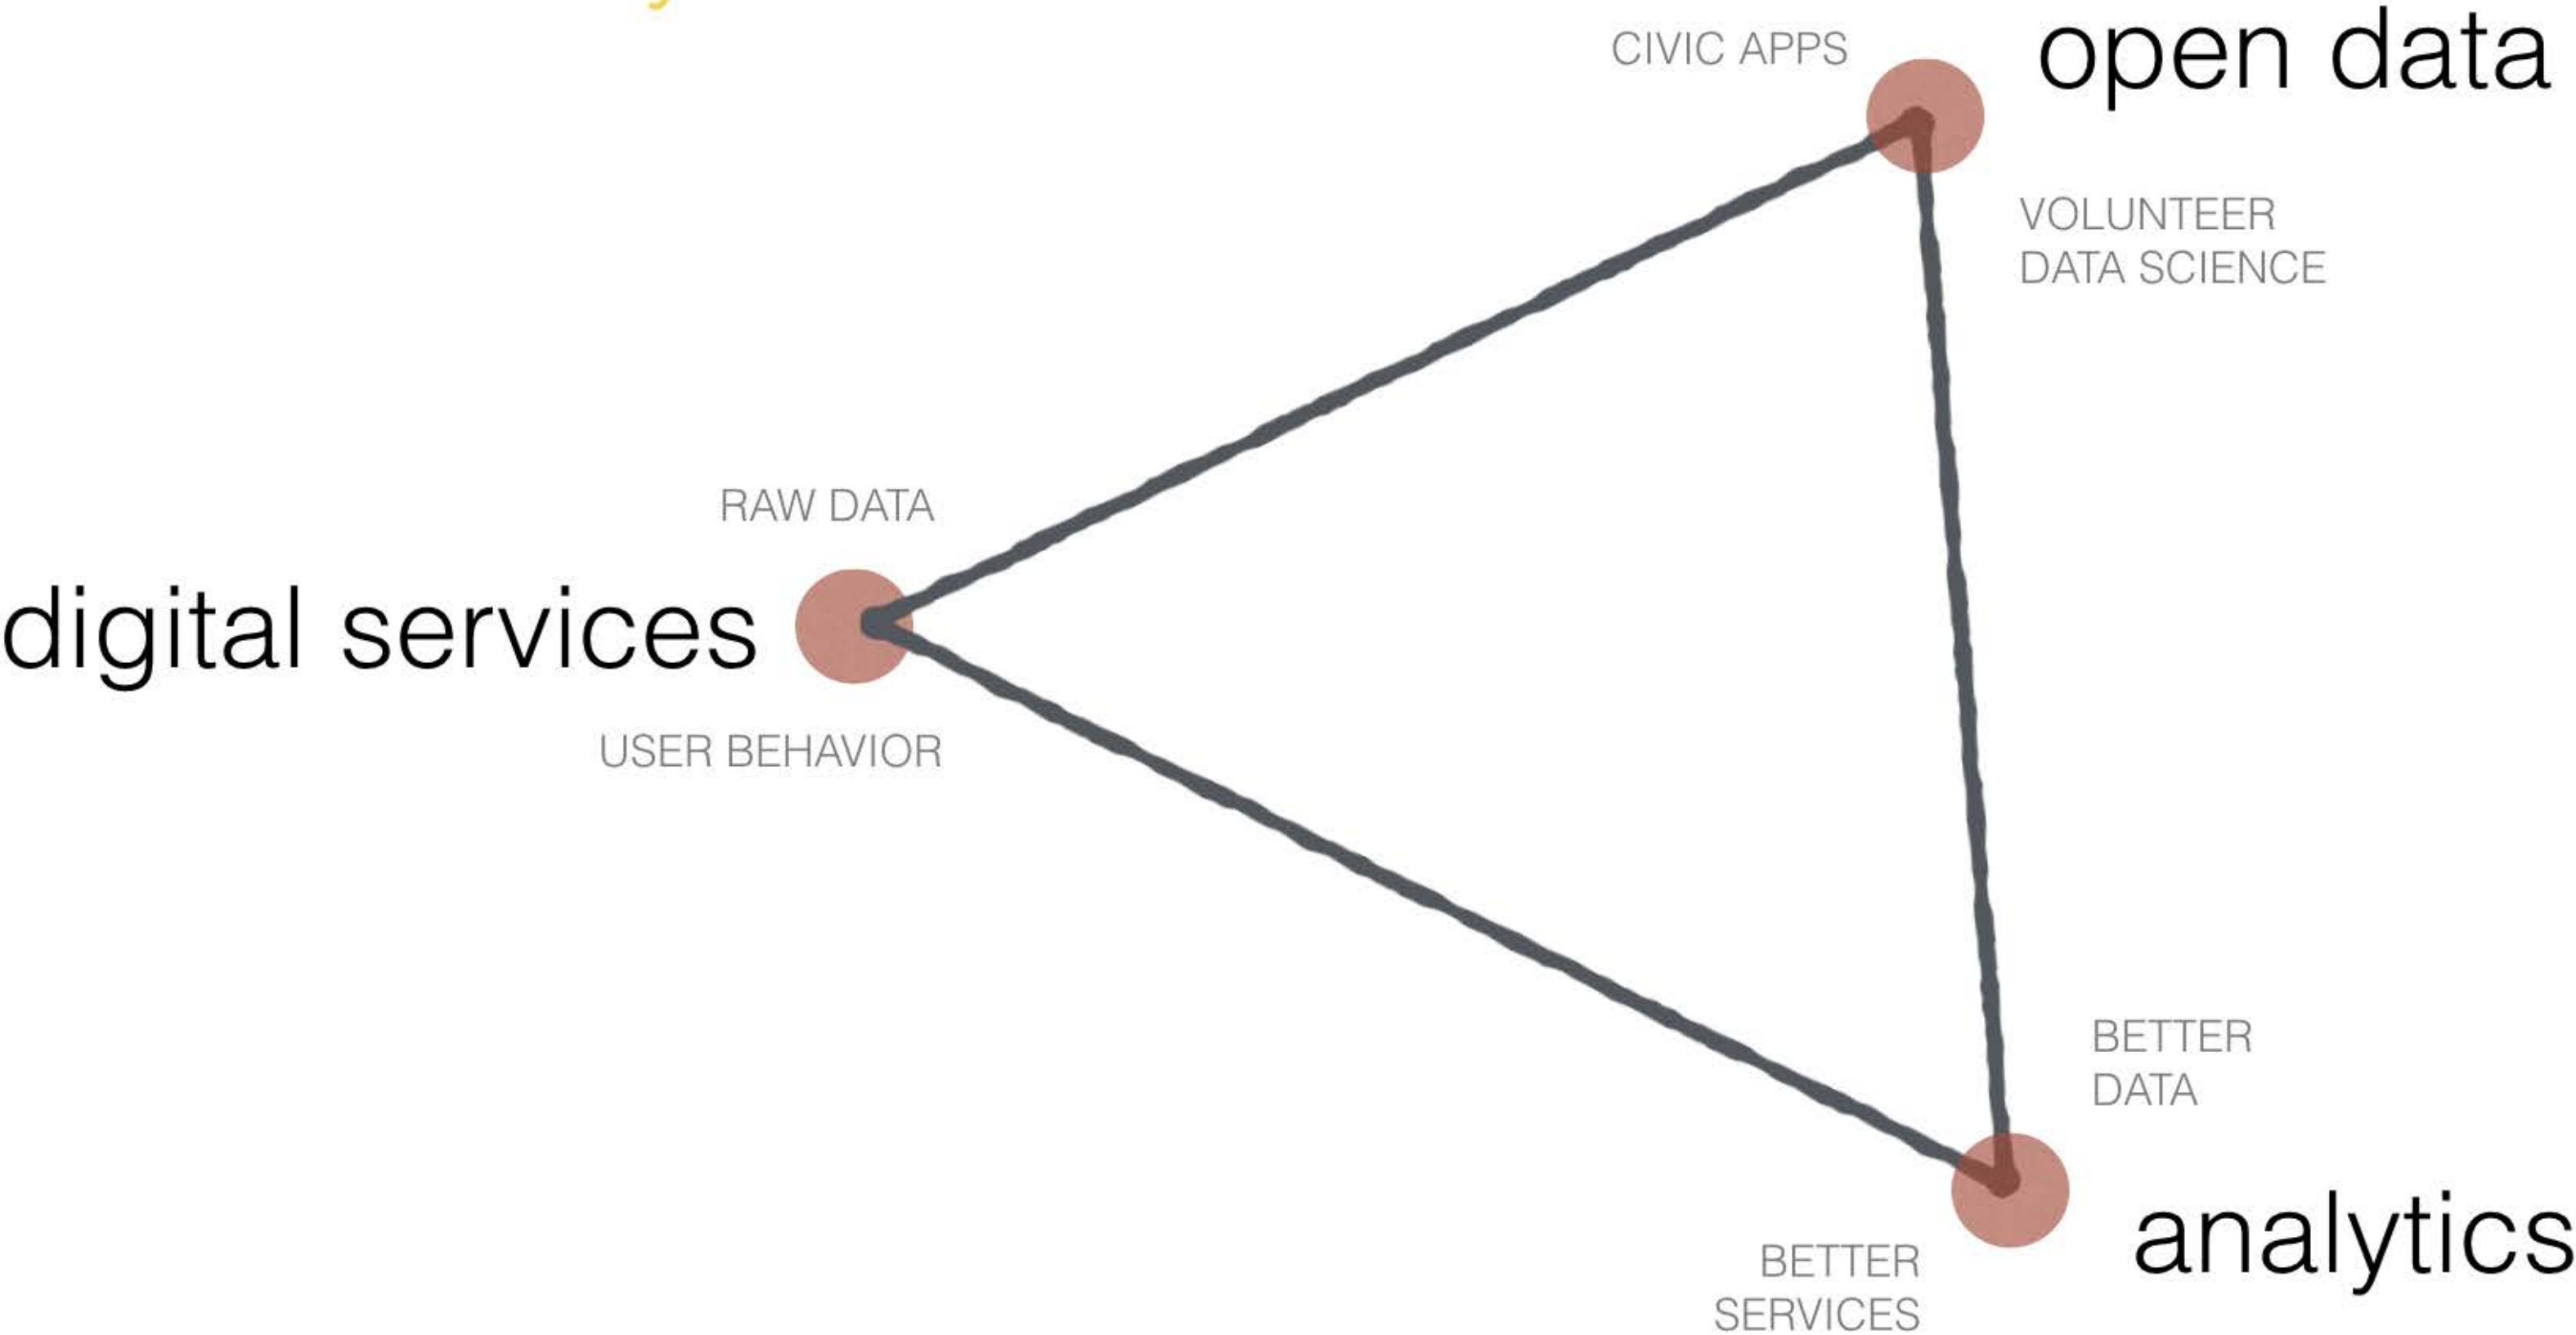 CIVIC APPS
open data
VOLUNTEER
DATA SCIENCE
RAW DATA
digital services
USER BEHAVIOR
BETTER
DATA
analytics
BETTER
SERVICES